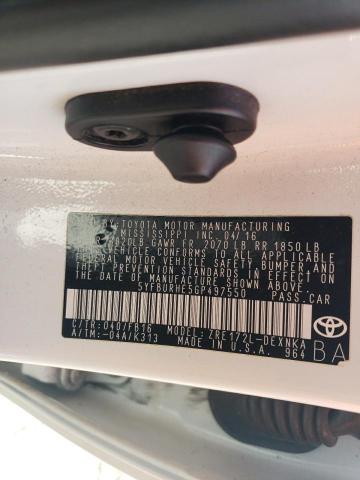 TOYOTA MOTOR MANUFACTURING
MISSISSIPPI INC. 04/16
GAWR FR 2070 LB RR 1850 LB
THIS VEHICLE CONFORMS TO ALL APPLICABLE
FEDERAL MOTOR VEHICLE SAFETY, BUMPER, AND
THEFT PREVENTION STANDARDS IN EFFECT ON THE DATE
OF MANUFACTURE SHOWN ABOVE.
5YFBURHE5GP497550 PASS.CAR
C/TR: 040/FB16 MODEL: ZRE172L-DEXNKA
A/TM: -04A/K313 MADE IN U.S.A. 964
TOYOTA
BA